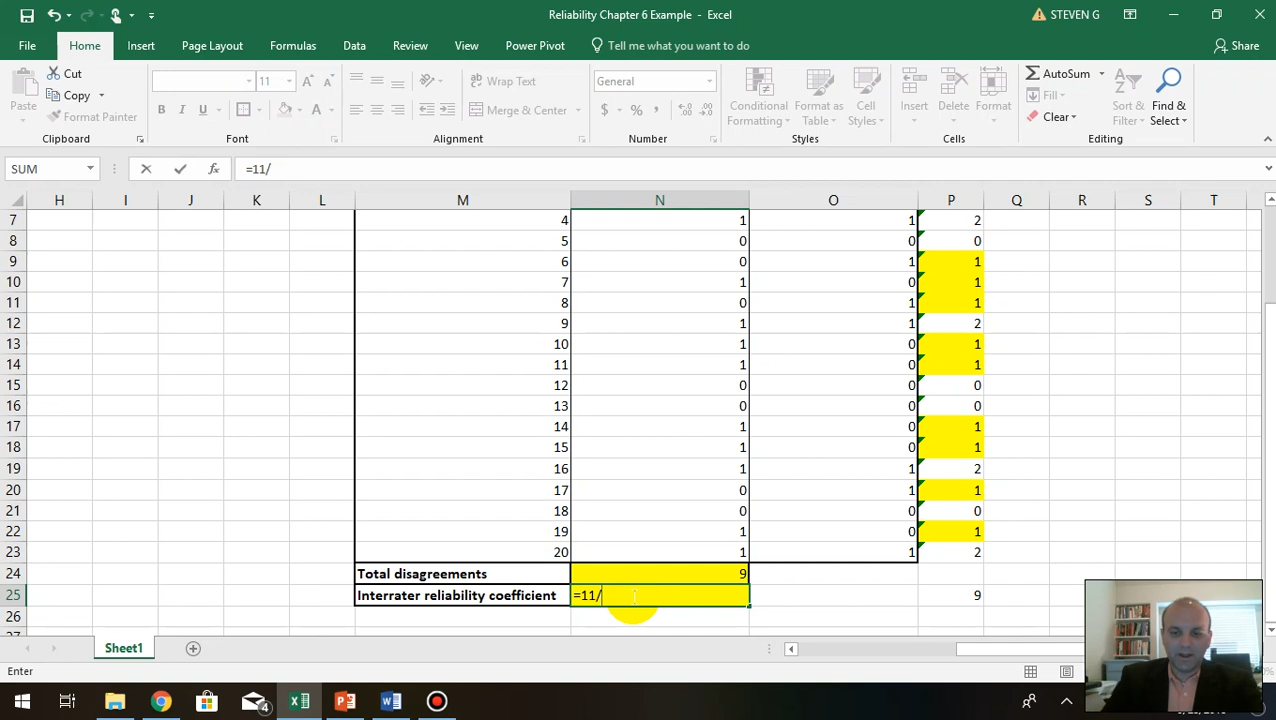 Reliability Chapter 6 Example - Excel
STEVEN G
File Home Insert Page Layout Formulas Data Review View Power Pivot Tell me what you want to do Share
Paste Cut Copy Format Painter
11 Wrap Text Merge & Center
General
$ % ,
Conditional Formatting Format as Table Cell Styles
Insert Delete Format
AutoSum Fill Clear
Sort & Filter Find & Select
Clipboard Font Alignment Number Styles Cells Editing
SUM =11/
H I J K L M N O P Q R S T
7 4 1 1 2
8 5 0 0 0
9 6 0 1 1
10 7 1 0 1
11 8 0 1 1
12 9 1 1 2
13 10 1 0 1
14 11 1 0 1
15 12 0 0 0
16 13 0 0 0
17 14 1 0 1
18 15 1 0 1
19 16 1 1 2
20 17 0 1 1
21 18 0 0 0
22 19 1 0 1
23 20 1 1 2
24 Total disagreements 9
25 Interrater reliability coefficient =11/ 9
26
27
Sheet1
Enter
4